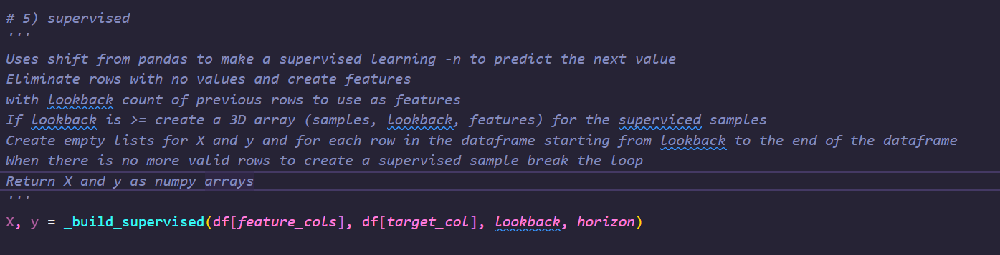 # 5) supervised
'''
Uses shift from pandas to make a supervised learning -n to predict the next value
Eliminate rows with no values and create features
with lookback count of previous rows to use as features
If lookback is >= create a 3D array (samples, lookback, features) for the superviced samples
Create empty lists for X and y and for each row in the dataframe starting from lookback to the end of the dataframe
When there is no more valid rows to create a supervised sample break the loop
Return X and y as numpy arrays
'''
X, y = _build_supervised(df[feature_cols], df[target_col], lookback, horizon)